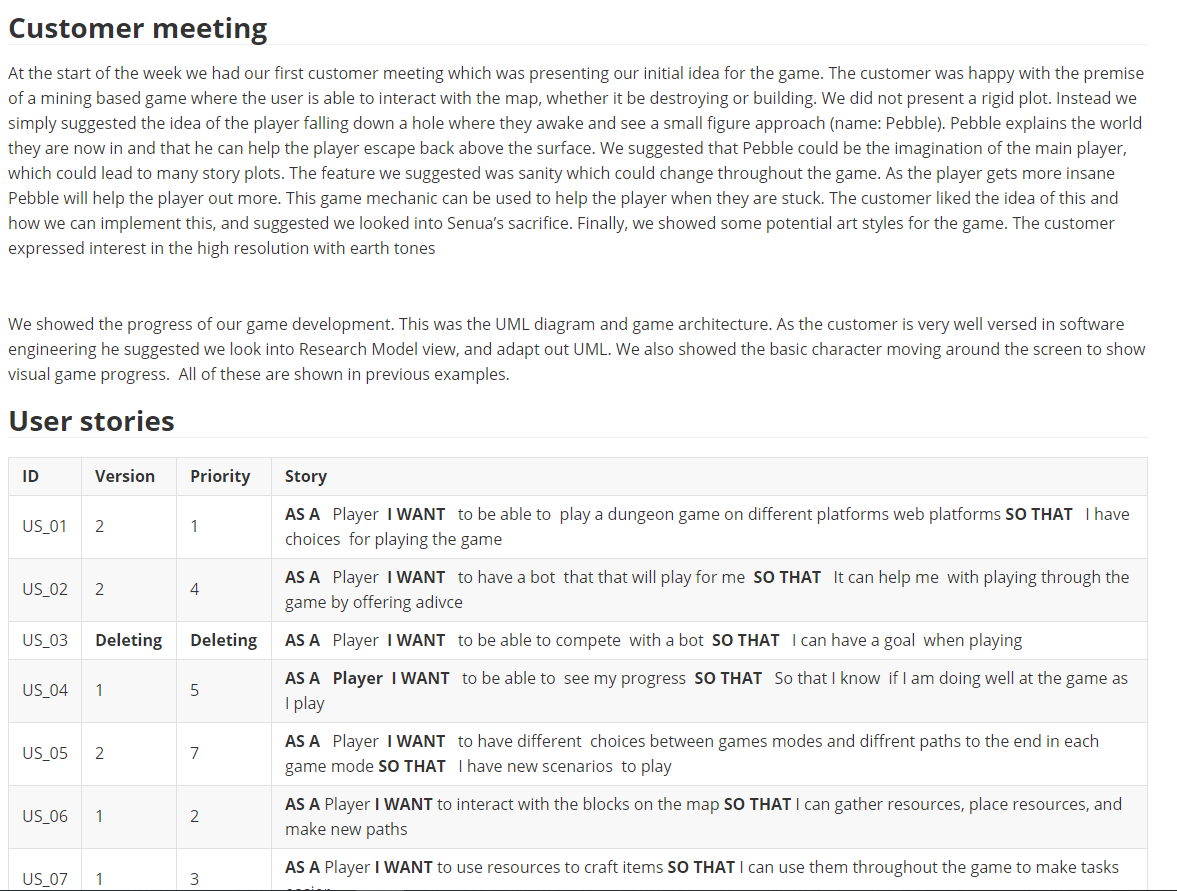 Customer meeting
At the start of the week we had our first customer meeting which was presenting our initial idea for the game. The customer was happy with the premise
of a mining based game where the user is able to interact with the map, whether it be destroying or building. We did not present a rigid plot. Instead we
simply suggested the idea of the player falling down a hole where they awake and see a small figure approach (name: Pebble). Pebble explains the world
they are now in and that he can help the player escape back above the surface. We suggested that Pebble could be the imagination of the main player,
which could lead to many story plots. The feature we suggested was sanity which could change throughout the game. As the player gets more insane
Pebble will help the player out more. This game mechanic can be used to help the player when they are stuck. The customer liked the idea of this and
how we can implement this, and suggested we looked into Senua's sacrifice. Finally, we showed some potential art styles for the game. The customer
expressed interest in the high resolution with earth tones
We showed the progress of our game development. This was the UML diagram and game architecture. As the customer is very well versed in software
engineering he suggested we look into Research Model view, and adapt out UML. We also showed the basic character moving around the screen to show
visual game progress.  All of these are shown in previous examples.
User stories
ID Version Priority Story
US_01 2 1 AS A Player I WANT to be able to play a dungeon game on different platforms web platforms SO THAT I have
choices for playing the game
US_02 2 4 AS A Player I WANT to have a bot that that will play for me SO THAT It can help me with playing through the
game by offering adivce
US_03 Deleting Deleting AS A Player I WANT to be able to compete with a bot SO THAT I can have a goal when playing
US_04 1 5 AS A Player I WANT to be able to see my progress SO THAT So that I know if I am doing well at the game as
I play
US_05 2 7 AS A Player I WANT to have different choices between games modes and diffrent paths to the end in each
game mode SO THAT I have new scenarios to play
US_06 1 2 AS A Player I WANT to interact with the blocks on the map SO THAT I can gather resources, place resources, and
make new paths
US_07 1 3 AS A Player I WANT to use resources to craft items SO THAT I can use them throughout the game to make tasks